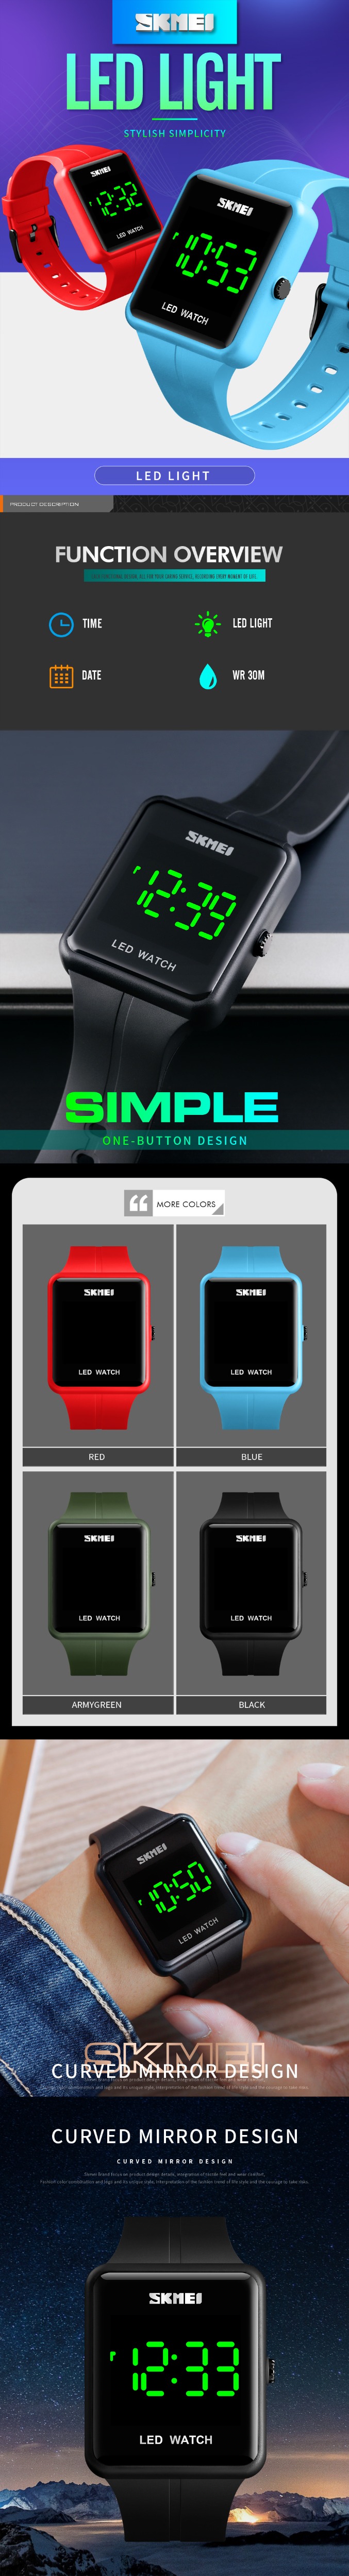 SKMEI
LED LIGHT
STYLISH SIMPLICITY
SKMEI
12:32
LED WATCH
SKMEI
10:53
LED WATCH
LED LIGHT
PRODUCT DESCRIPTION
FUNCTION OVERVIEW
TIME
LED LIGHT
DATE
WR 30M
SKMEI
12:39
LED WATCH
SIMPLE
ONE-BUTTON DESIGN
MORE COLORS
SKMEI
LED WATCH
RED
SKMEI
LED WATCH
BLUE
SKMEI
LED WATCH
ARMYGREEN
SKMEI
LED WATCH
BLACK
SKMEI
10:50
LED WATCH
SKMEI
CURVED MIRROR DESIGN
CURVED MIRROR DESIGN
CURVED MIRROR DESIGN
SKMEI
12:33
LED WATCH